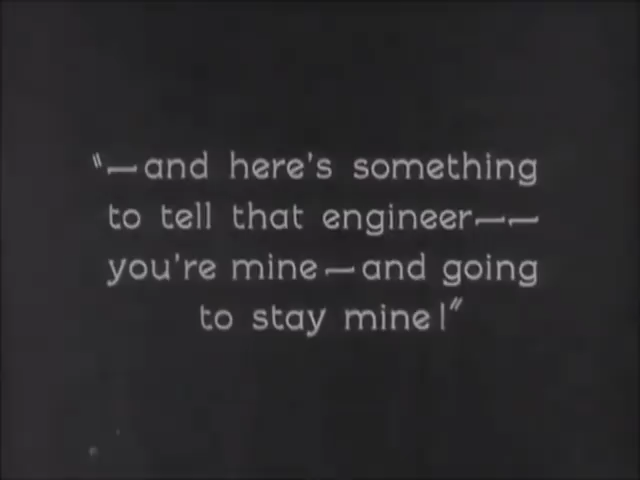 "—and here's something
to tell that engineer——
you're mine—and going
to stay mine!"